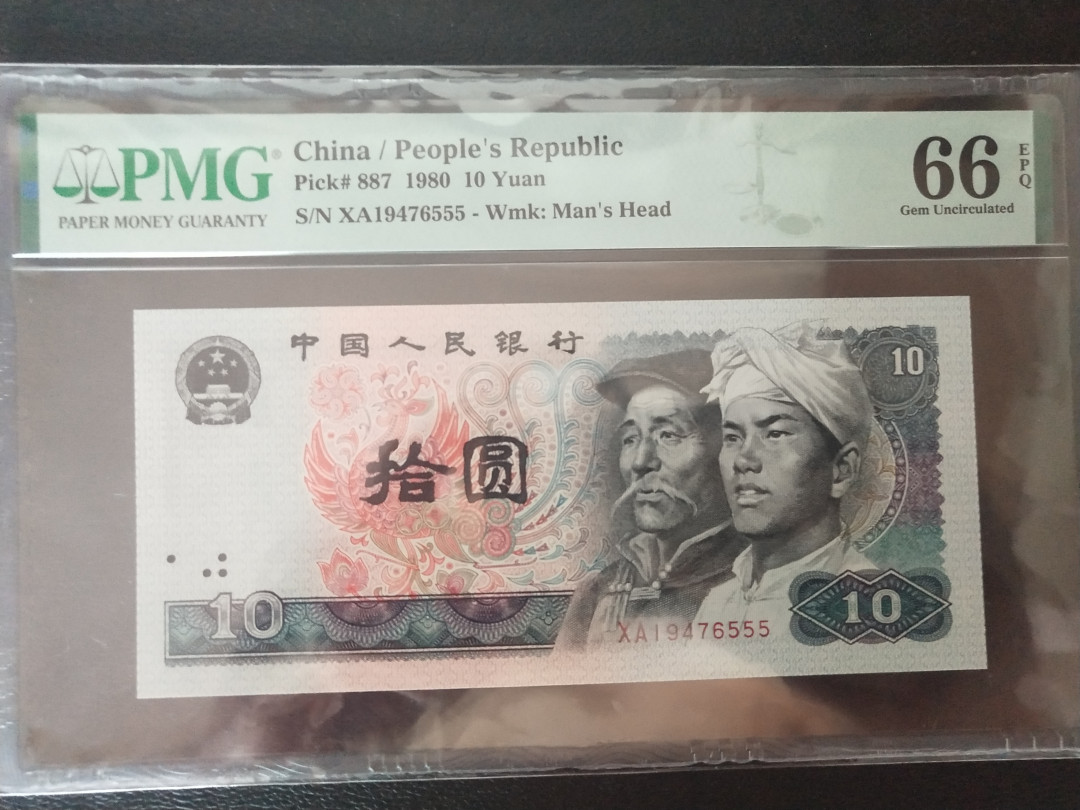 PMG®
PAPER MONEY GUARANTY
China / People's Republic
Pick# 887 1980 10 Yuan
S/N XA19476555 - Wmk: Man's Head
66 EPQ
Gem Uncirculated
中国人民银行
10
拾圆
10
XA19476555
10